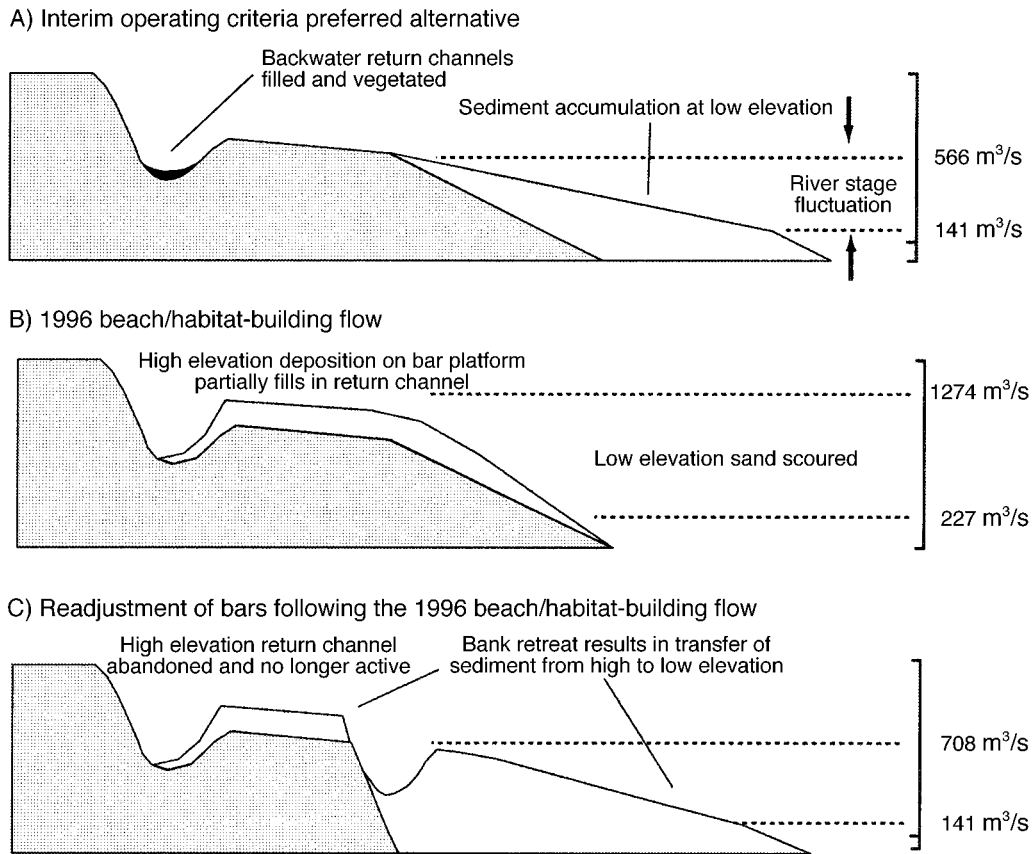 A) Interim operating criteria preferred alternative
Backwater return channels
filled and vegetated
Sediment accumulation at low elevation
566 m³/s
River stage
fluctuation
141 m³/s
B) 1996 beach/habitat-building flow
High elevation deposition on bar platform
partially fills in return channel
1274 m³/s
Low elevation sand scoured
227 m³/s
C) Readjustment of bars following the 1996 beach/habitat-building flow
High elevation return channel
abandoned and no longer active
Bank retreat results in transfer of
sediment from high to low elevation
708 m³/s
141 m³/s